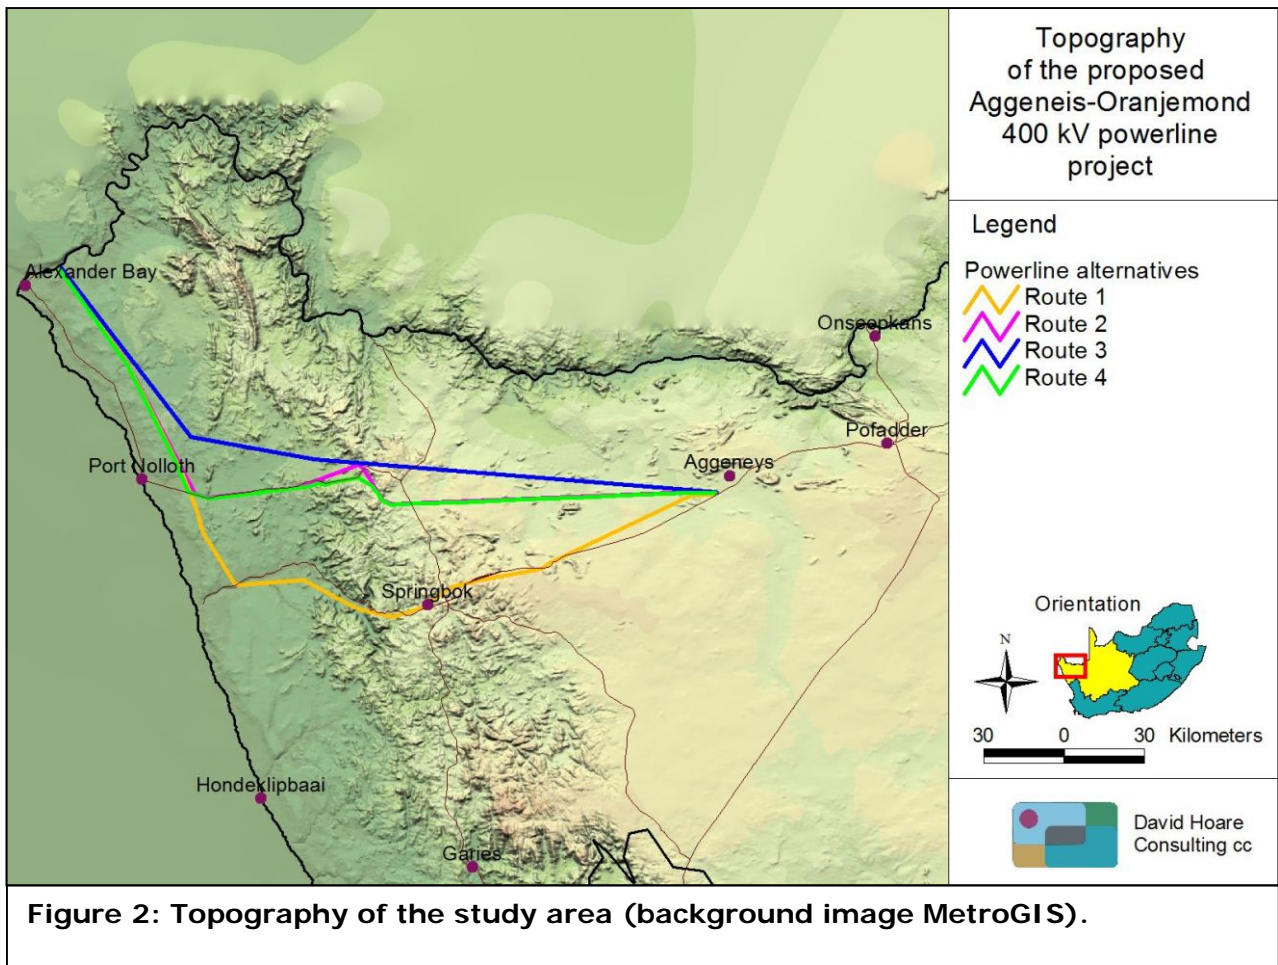 Topography
of the proposed
Aggeneis-Oranjemond
400 kV powerline
project
Legend
Powerline alternatives
Route 1
Route 2
Route 3
Route 4
Alexander Bay
Onseepkans
Pofadder
Port Nolloth
Aggeneys
Springbok
Hondeklipbaai
Garies
Orientation
N
30 0 30 Kilometers
David Hoare
Consulting cc
Figure 2: Topography of the study area (background image MetroGIS).